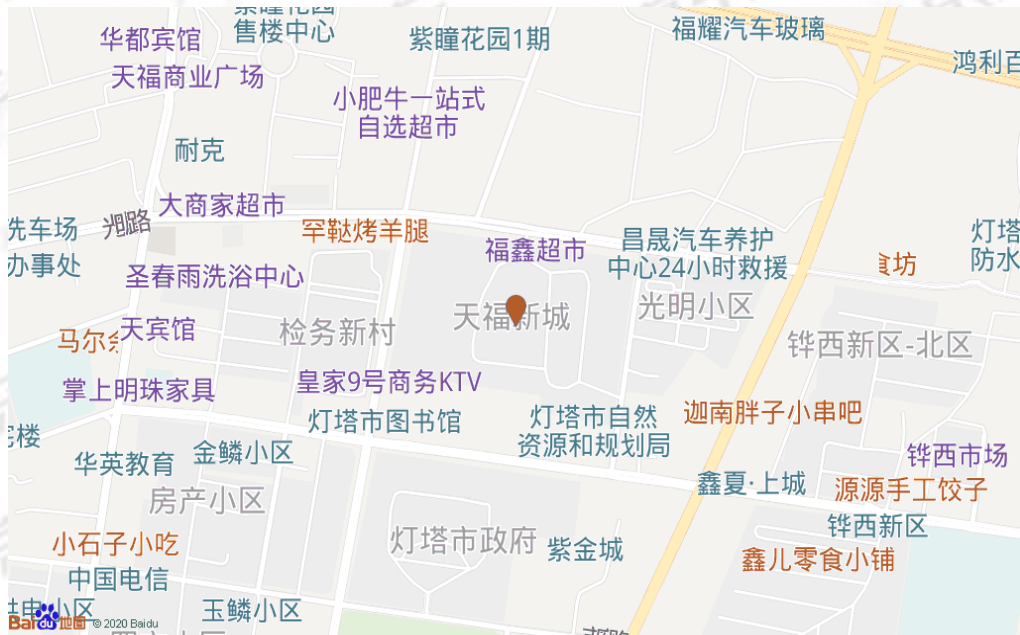 售楼中心
华都宾馆
紫瞳花园1期
福耀汽车玻璃
天福商业广场
鸿利百
小肥牛一站式
自选超市
耐克
大商家超市
洗车场
办事处
罕鞑烤羊腿
福鑫超市
昌晟汽车养护
中心24小时救援
灯塔
防水
食坊
圣春雨洗浴中心
天福新城
光明小区
天宾馆
检务新村
铧西新区-北区
掌上明珠家具
皇家9号商务KTV
灯塔市图书馆
灯塔市自然
资源和规划局
迦南胖子小串吧
华英教育
金鳞小区
铧西市场
鑫夏·上城
源源手工饺子
房产小区
铧西新区
灯塔市政府
紫金城
小石子小吃
鑫儿零食小铺
中国电信
玉鳞小区
Baidu地图
© 2020 Baidu